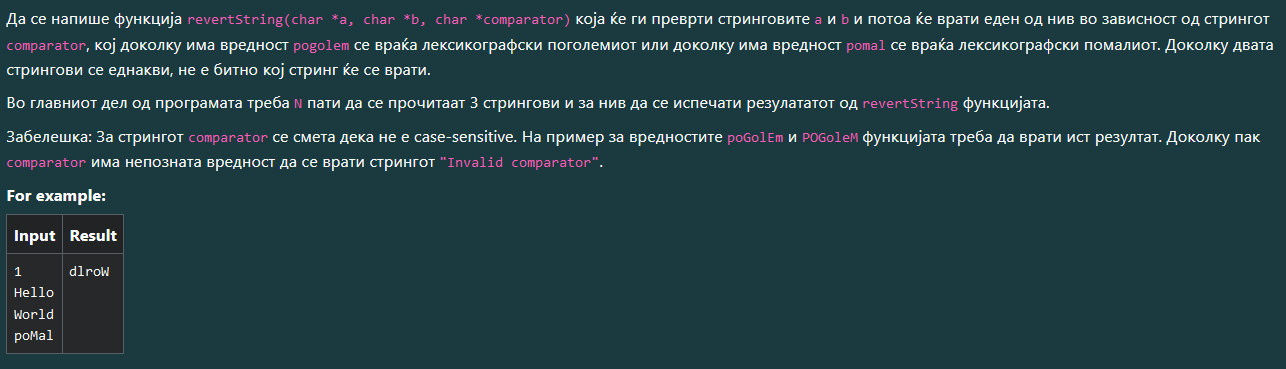 Да се напише функција revertString(char *a, char *b, char *comparator) која ќе ги преврти стринговите a и b и потоа ќе врати еден од нив во зависност од стрингот
comparator, кој доколку има вредност pogolem се враќа лексикографски поголемиот или доколку има вредност pomal се враќа лексикографски помалиот. Доколку двата
стрингови се еднакви, не е битно кој стринг ќе се врати.
Во главниот дел од програмата треба N пати да се прочитаат 3 стрингови и за нив да се испечати резулататот од revertString функцијата.
Забелешка: За стрингот comparator се смета дека не е case-sensitive. На пример за вредностите poGolEm и POGoleM функцијата треба да врати ист резултат. Доколку пак
comparator има непозната вредност да се врати стрингот "Invalid comparator".
For example:
Input Result
1 dlroW
Hello
World
poMal